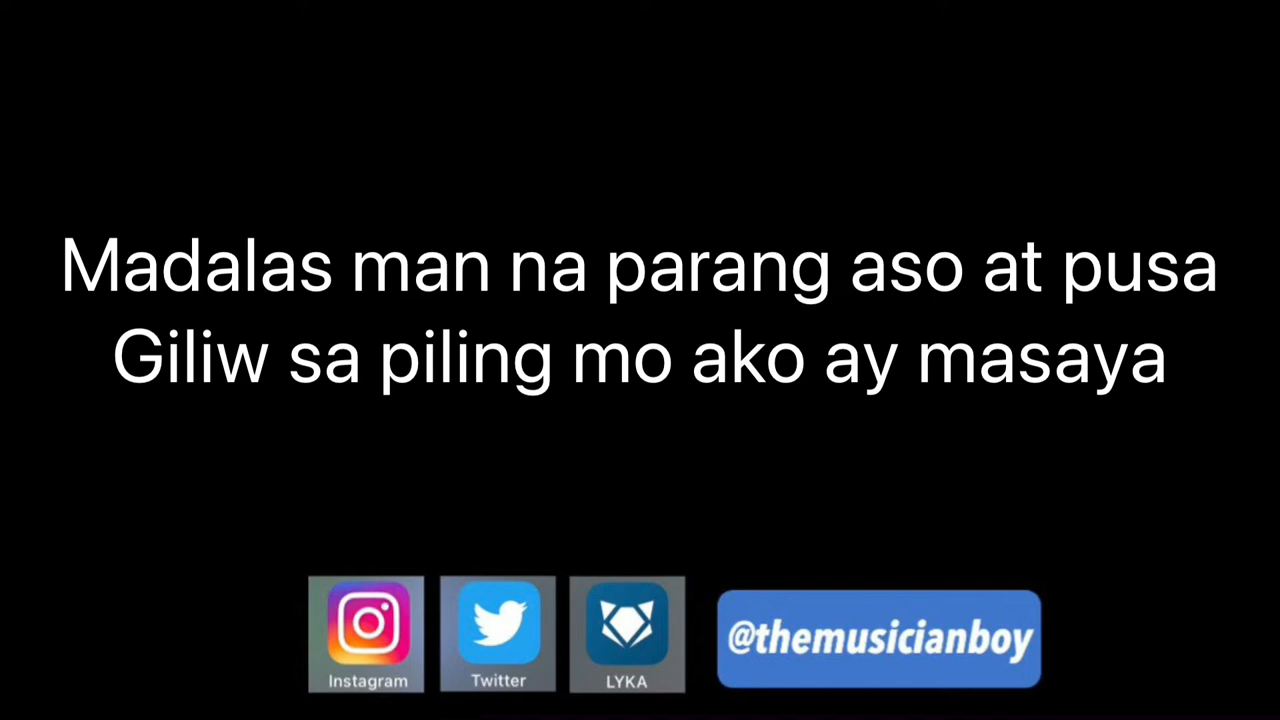 Madalas man na parang aso at pusa
Giliw sa piling mo ako ay masaya
Instagram
Twitter
LYKA
@themusicianboy